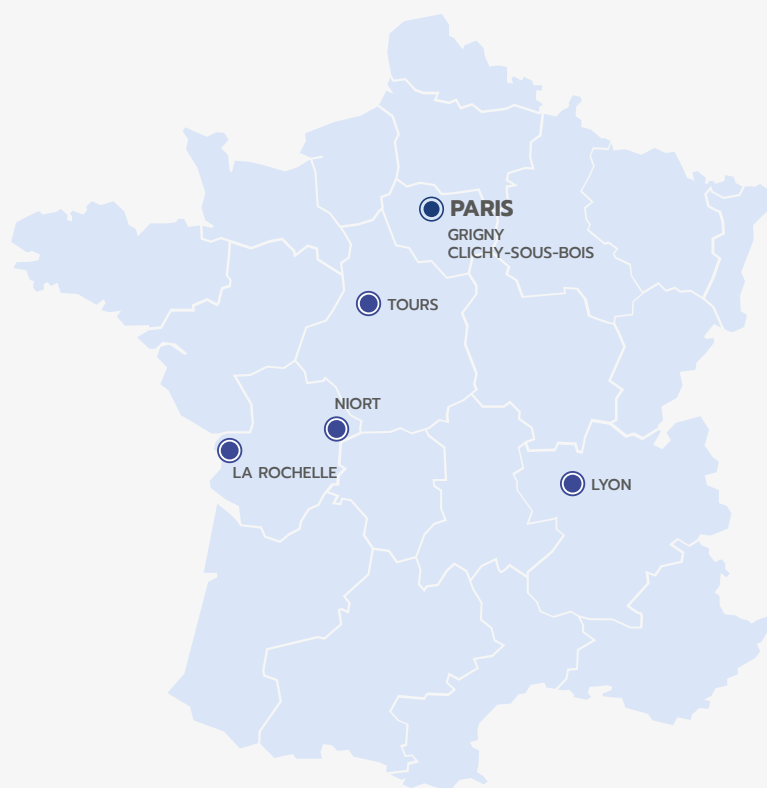 PARIS
GRIGNY
CLICHY-SOUS-BOIS
TOURS
NIORT
LA ROCHELLE
LYON